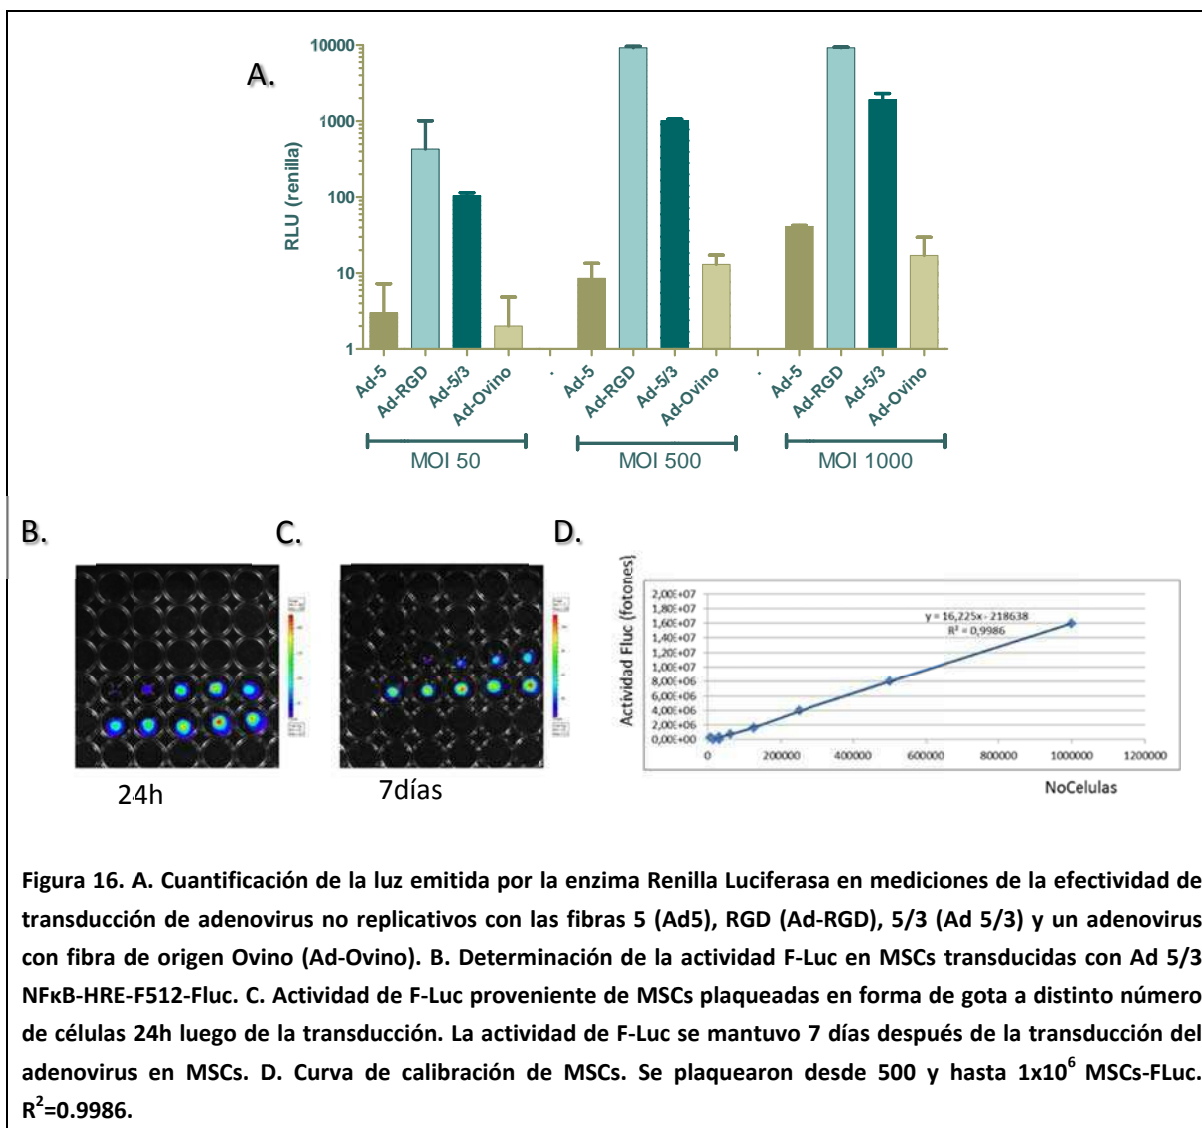 A.
10000
1000
100
10
1
RLU (renilla)
Ad-5
Ad-RGD
Ad-5/3
Ad-Ovino
.
Ad-5
Ad-RGD
Ad-5/3
Ad-Ovino
.
Ad-5
Ad-RGD
Ad-5/3
Ad-Ovino
MOI 50
MOI 500
MOI 1000
B.
C.
D.
24h
7días
Actividad Fluc (fotones)
2,00E+07
1,80E+07
1,60E+07
1,40E+07
1,20E+07
1,00E+07
8,00E+06
6,00E+06
4,00E+06
2,00E+06
0,00E+00
y = 16,225x - 218638
R² = 0,9986
0
200000
400000
600000
800000
1000000
1200000
NoCelulas
Figura 16. A. Cuantificación de la luz emitida por la enzima Renilla Luciferasa en mediciones de la efectividad de
transducción de adenovirus no replicativos con las fibras 5 (Ad5), RGD (Ad-RGD), 5/3 (Ad 5/3) y un adenovirus
con fibra de origen Ovino (Ad-Ovino). B. Determinación de la actividad F-Luc en MSCs transducidas con Ad 5/3
NFκB-HRE-F512-Fluc. C. Actividad de F-Luc proveniente de MSCs plaqueadas en forma de gota a distinto número
de células 24h luego de la transducción. La actividad de F-Luc se mantuvo 7 días después de la transducción del
adenovirus en MSCs. D. Curva de calibración de MSCs. Se plaquearon desde 500 y hasta 1x10⁶ MSCs-FLuc.
R²=0.9986.